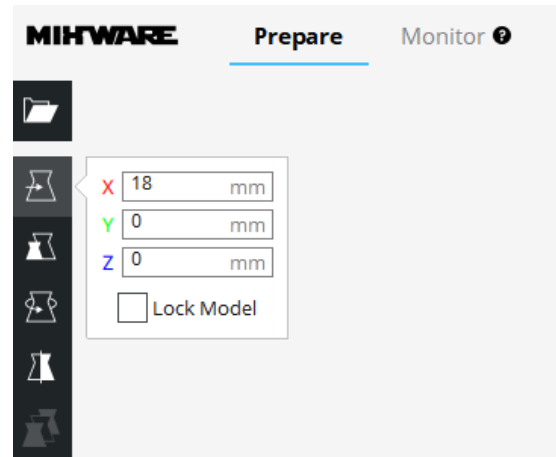 MIHWARE Prepare Monitor ?
X 18 mm
Y 0 mm
Z 0 mm
Lock Model